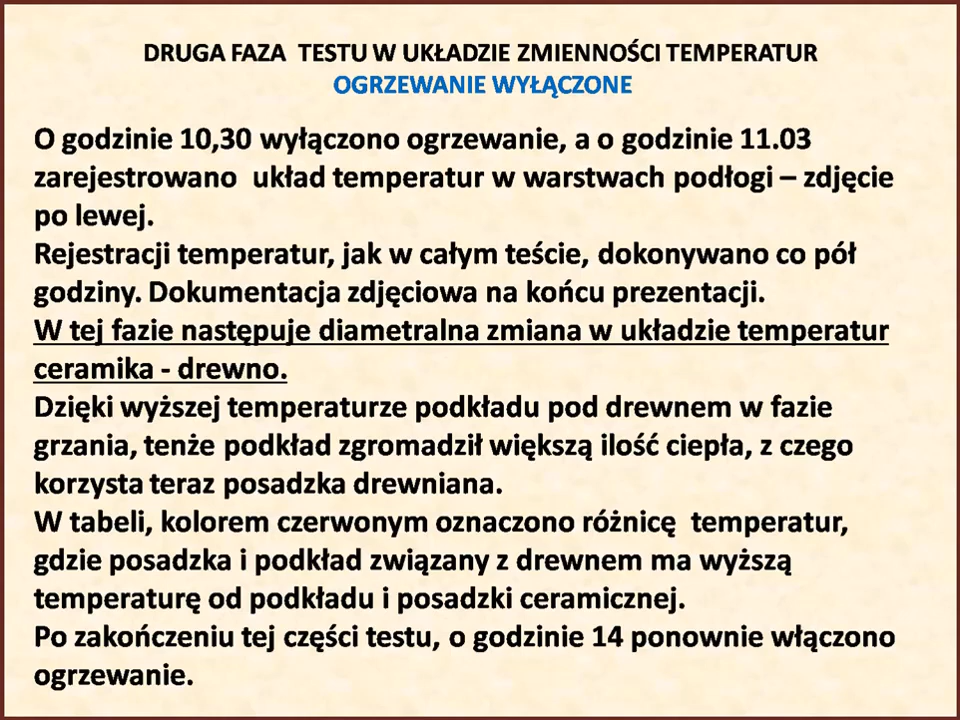 DRUGA FAZA TESTU W UKŁADZIE ZMIENNOŚCI TEMPERATUR
OGRZEWANIE WYŁĄCZONE
O godzinie 10,30 wyłączono ogrzewanie, a o godzinie 11.03
zarejestrowano układ temperatur w warstwach podłogi – zdjęcie
po lewej.
Rejestracji temperatur, jak w całym teście, dokonywano co pół
godziny. Dokumentacja zdjęciowa na końcu prezentacji.
W tej fazie następuje diametralna zmiana w układzie temperatur
ceramika - drewno.
Dzięki wyższej temperaturze podkładu pod drewnem w fazie
grzania, tenże podkład zgromadził większą ilość ciepła, z czego
korzysta teraz posadzka drewniana.
W tabeli, kolorem czerwonym oznaczono różnicę temperatur,
gdzie posadzka i podkład związany z drewnem ma wyższą
temperaturę od podkładu i posadzki ceramicznej.
Po zakończeniu tej części testu, o godzinie 14 ponownie włączono
ogrzewanie.